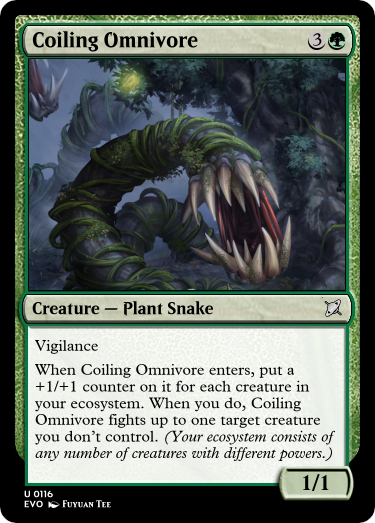 Coiling Omnivore 3
Creature — Plant Snake
Vigilance
When Coiling Omnivore enters, put a
+1/+1 counter on it for each creature in
your ecosystem. When you do, Coiling
Omnivore fights up to one target creature
you don't control. (Your ecosystem consists of
any number of creatures with different powers.)
1/1
U 0116
EVO Fuyuan Tee